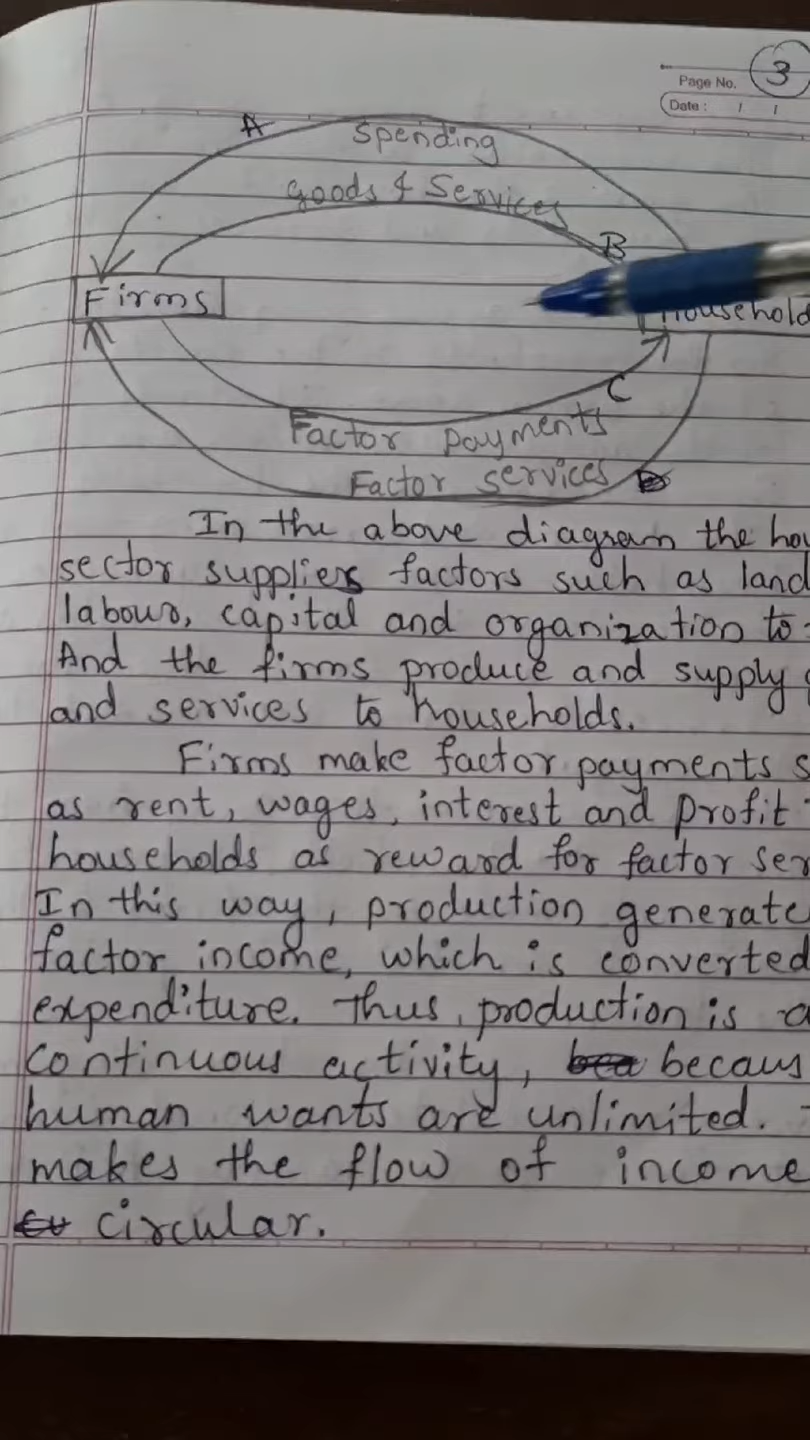 Page No. 3
Date : / /
A
Spending
Goods & Services
B
Firms
Household
C
Factor payments
Factor services
D
In the above diagram the
sector suppliers factors such as land
labour, capital and organization to
And the firms produce and supply
and services to households.
Firms make factor payments
as rent, wages, interest and profit
households as reward for factor
In this way, production generate
factor income, which is converted
expenditure. Thus, production is a
continuous activity, becaus
human wants are unlimited.
makes the flow of income
circular.